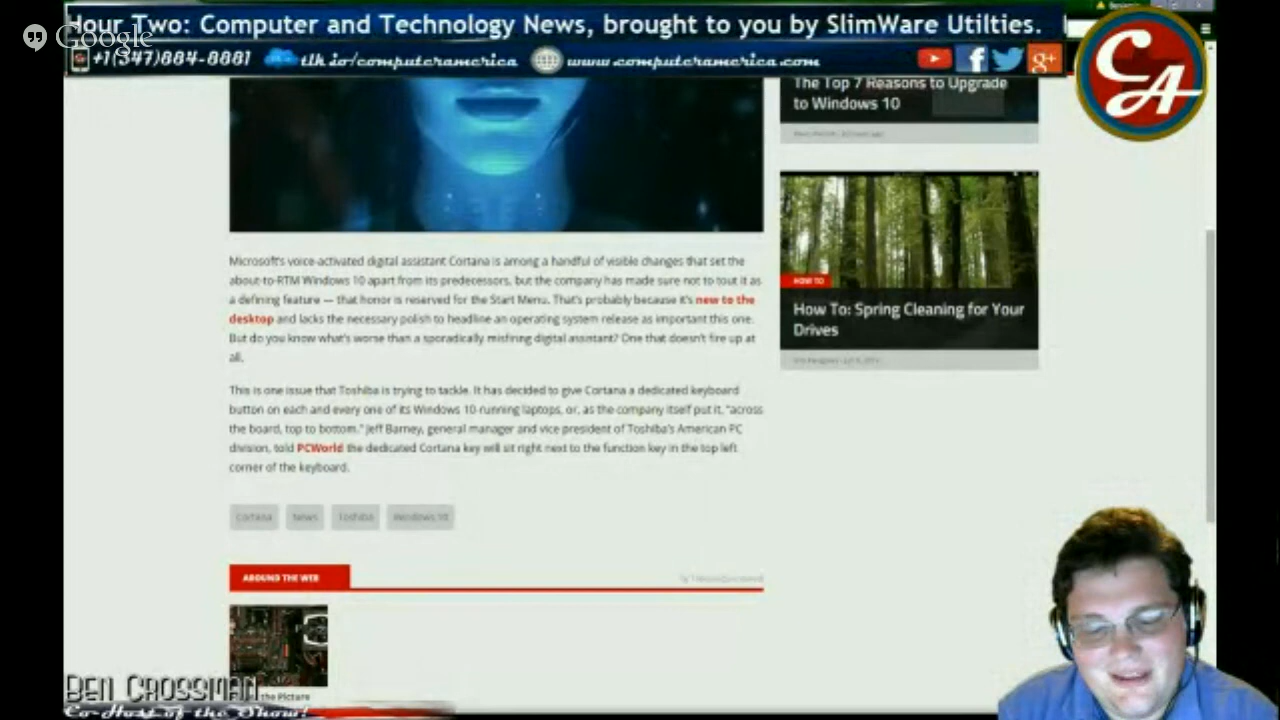 Hour Two: Computer and Technology News, brought to you by SlimWare Utilties.
Google
+1(347)884-8881 tlk.io/computeramerica www.computeramerica.com
CA
The Top 7 Reasons to Upgrade
to Windows 10
HOW TO
How To: Spring Cleaning for Your
Drives
Microsoft's voice-activated digital assistant Cortana is among a handful of visible changes that set the
about-to-RTM Windows 10 apart from its predecessors, but the company has made sure not to tout it as
a defining feature — that honor is reserved for the Start Menu. That's probably because it's new to the
desktop and lacks the necessary polish to headline an operating system release as important this one.
But do you know what's worse than a sporadically misfiring digital assistant? One that doesn't fire up at
all.
This is one issue that Toshiba is trying to tackle. It has decided to give Cortana a dedicated keyboard
button on each and every one of its Windows 10-running laptops, or, as the company itself put it, "across
the board, top to bottom." Jeff Barney, general manager and vice president of Toshiba's American PC
division, told PCWorld the dedicated Cortana key will sit right next to the function key in the top left
corner of the keyboard.
Cortana News Toshiba Windows 10
AROUND THE WEB
the Picture
BEN CROSSMAN
Co-Host of the Show!